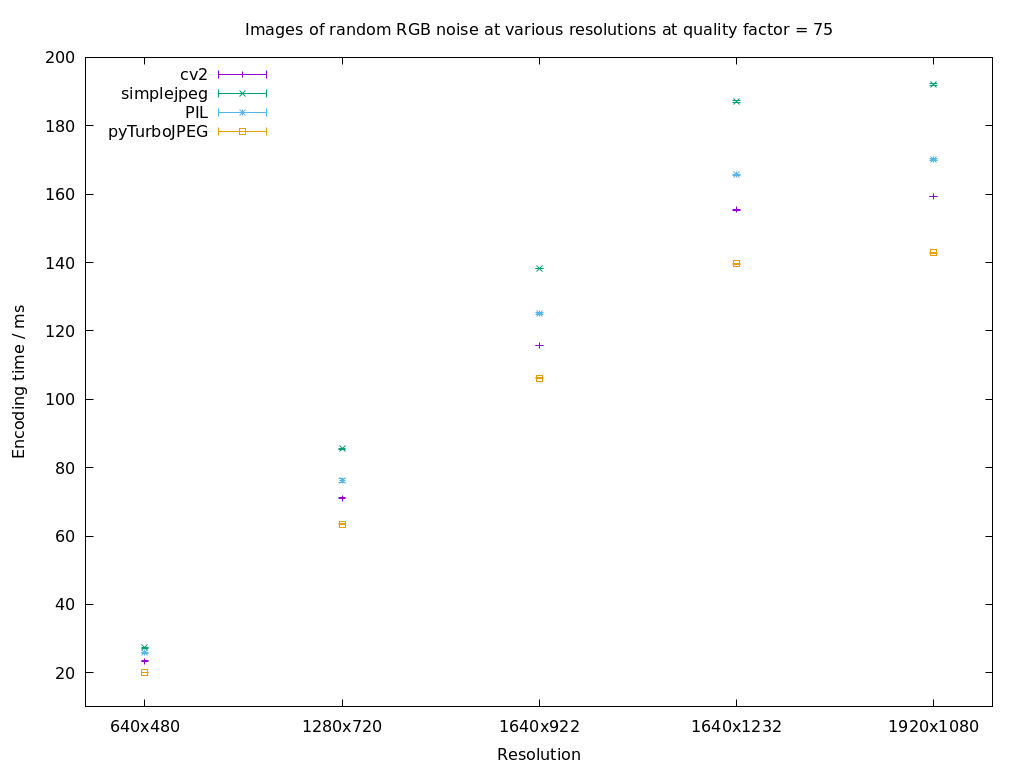 Images of random RGB noise at various resolutions at quality factor = 75
200
180
160
140
120
100
80
60
40
20
Encoding time / ms
cv2
simplejpeg
PIL
pyTurboJPEG
640x480
1280x720
1640x922
1640x1232
1920x1080
Resolution